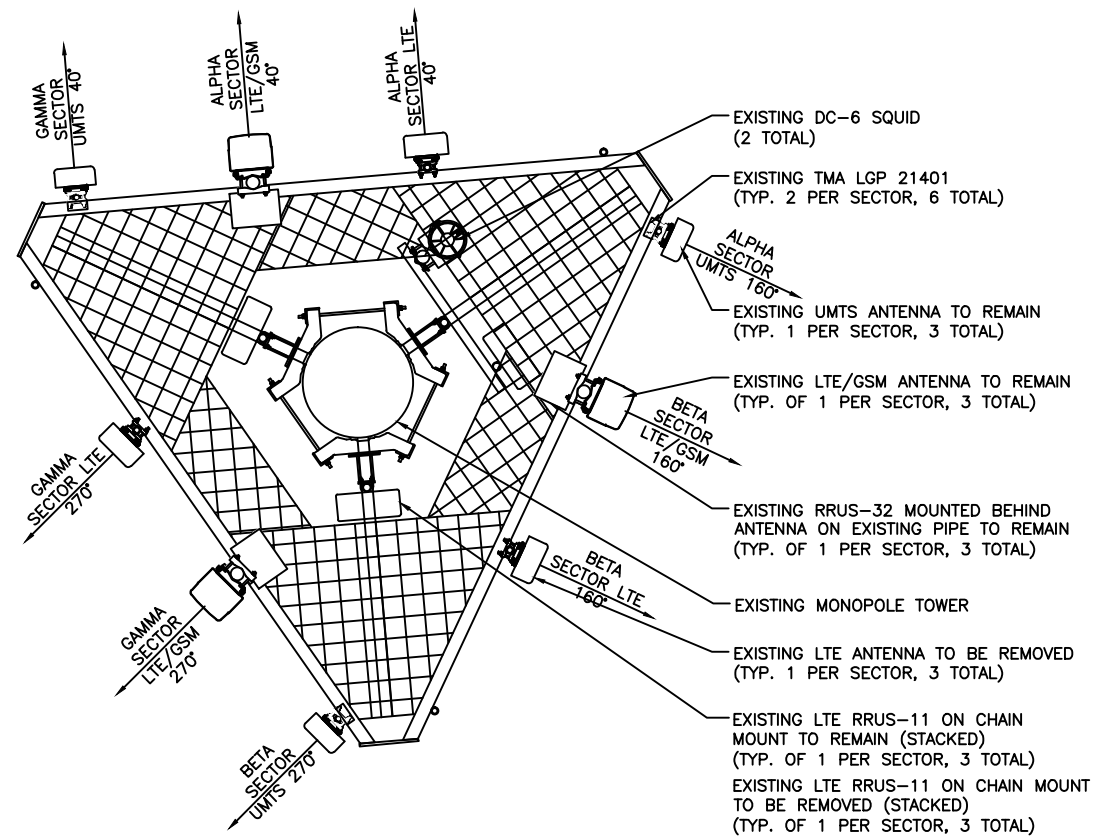 GAMMA
SECTOR
UMTS 40°
ALPHA
SECTOR
LTE/GSM
40°
ALPHA
SECTOR LTE
40°
EXISTING DC-6 SQUID
(2 TOTAL)
EXISTING TMA LGP 21401
(TYP. 2 PER SECTOR, 6 TOTAL)
ALPHA
SECTOR
UMTS 160°
EXISTING UMTS ANTENNA TO REMAIN
(TYP. 1 PER SECTOR, 3 TOTAL)
EXISTING LTE/GSM ANTENNA TO REMAIN
(TYP. OF 1 PER SECTOR, 3 TOTAL)
BETA
SECTOR
LTE/GSM
160°
GAMMA
SECTOR LTE
270°
EXISTING RRUS-32 MOUNTED BEHIND
ANTENNA ON EXISTING PIPE TO REMAIN
(TYP. OF 1 PER SECTOR, 3 TOTAL)
BETA
SECTOR LTE
160°
EXISTING MONOPOLE TOWER
GAMMA
SECTOR
LTE/GSM
270°
EXISTING LTE ANTENNA TO BE REMOVED
(TYP. 1 PER SECTOR, 3 TOTAL)
BETA
SECTOR
UMTS 270°
EXISTING LTE RRUS-11 ON CHAIN
MOUNT TO REMAIN (STACKED)
(TYP. OF 1 PER SECTOR, 3 TOTAL)
EXISTING LTE RRUS-11 ON CHAIN MOUNT
TO BE REMOVED (STACKED)
(TYP. OF 1 PER SECTOR, 3 TOTAL)